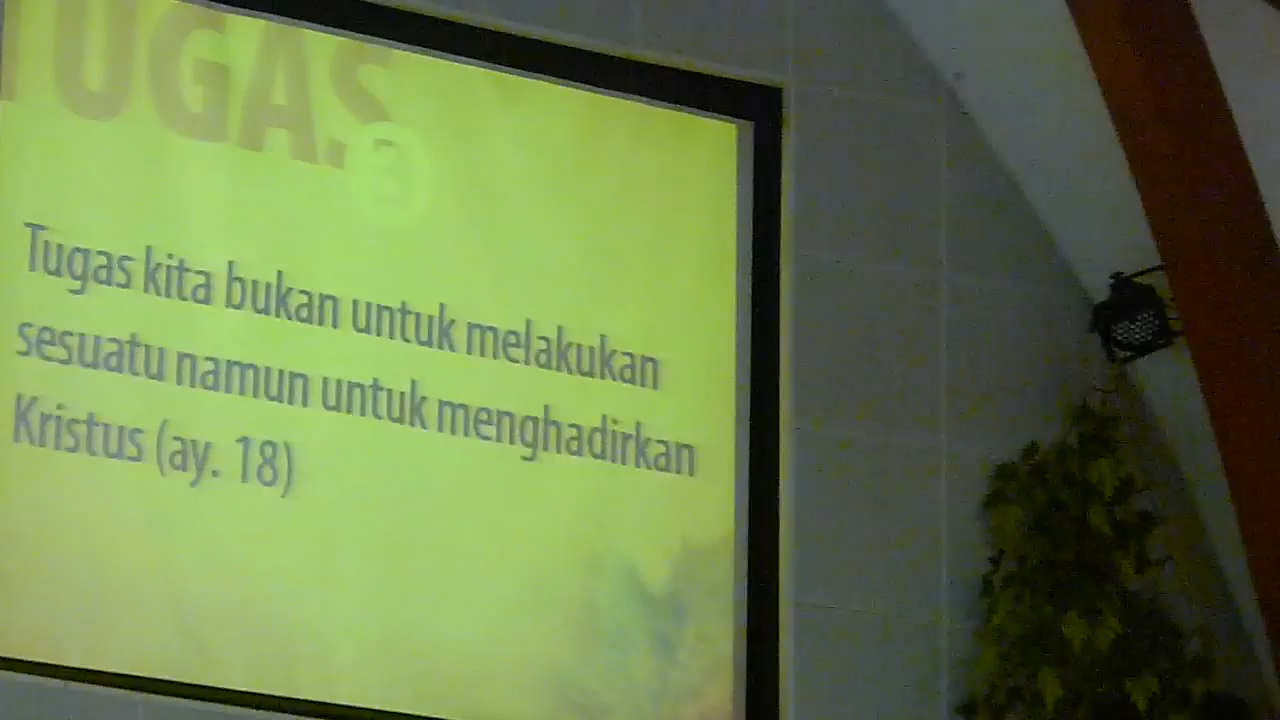 TUGAS
Tugas kita bukan untuk melakukan
sesuatu namun untuk menghadirkan
Kristus (ay. 18)